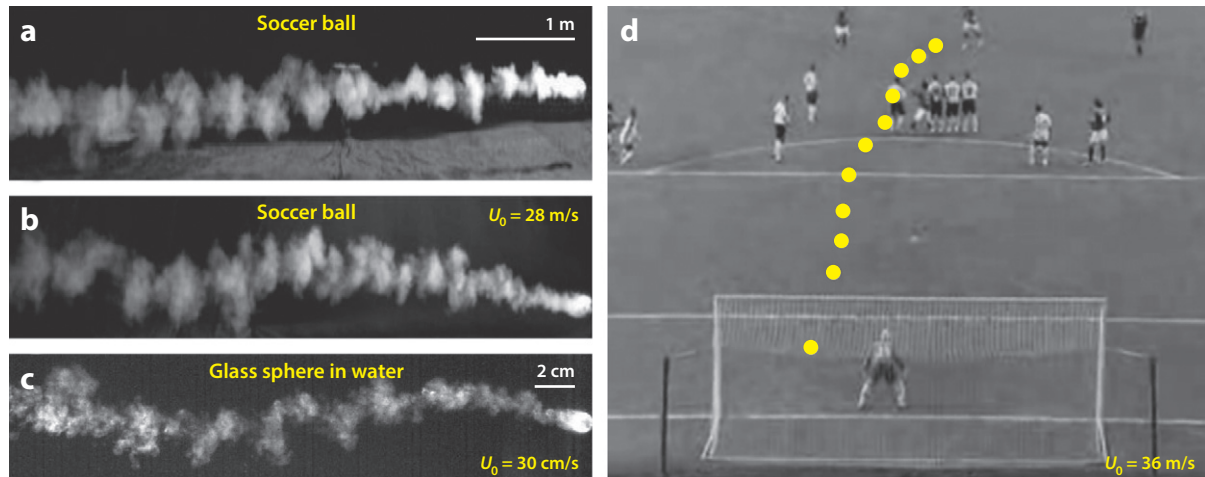 a
Soccer ball
1 m
b
Soccer ball
U₀ = 28 m/s
c
Glass sphere in water
2 cm
U₀ = 30 cm/s
d
U₀ = 36 m/s